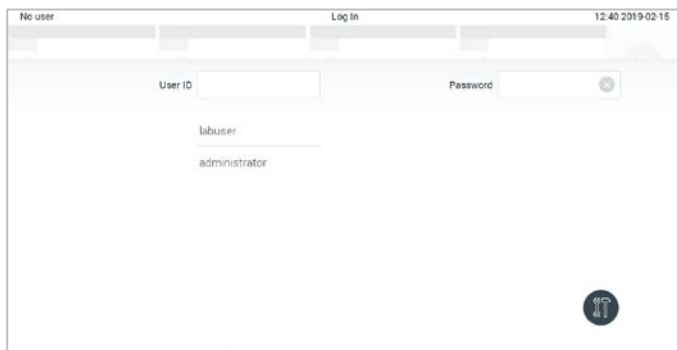 No user Log In 12:40 2019-02-15
User ID Password
labuser
administrator